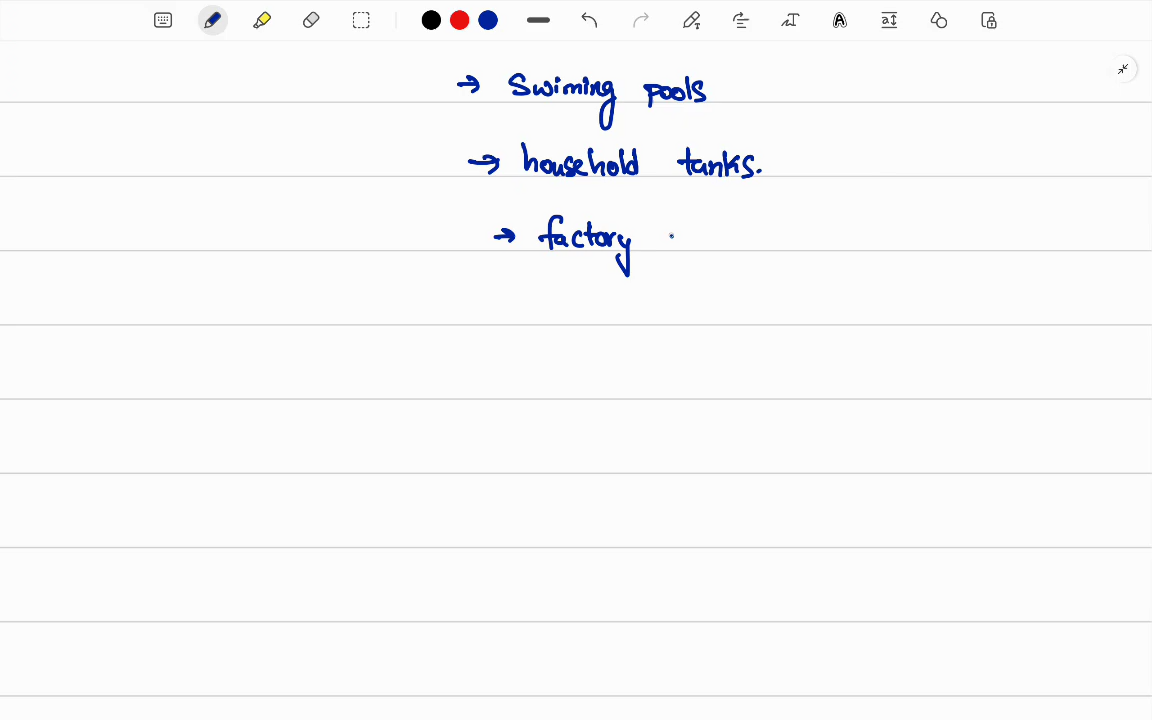 → Swiming pools
→ household tanks.
→ factory